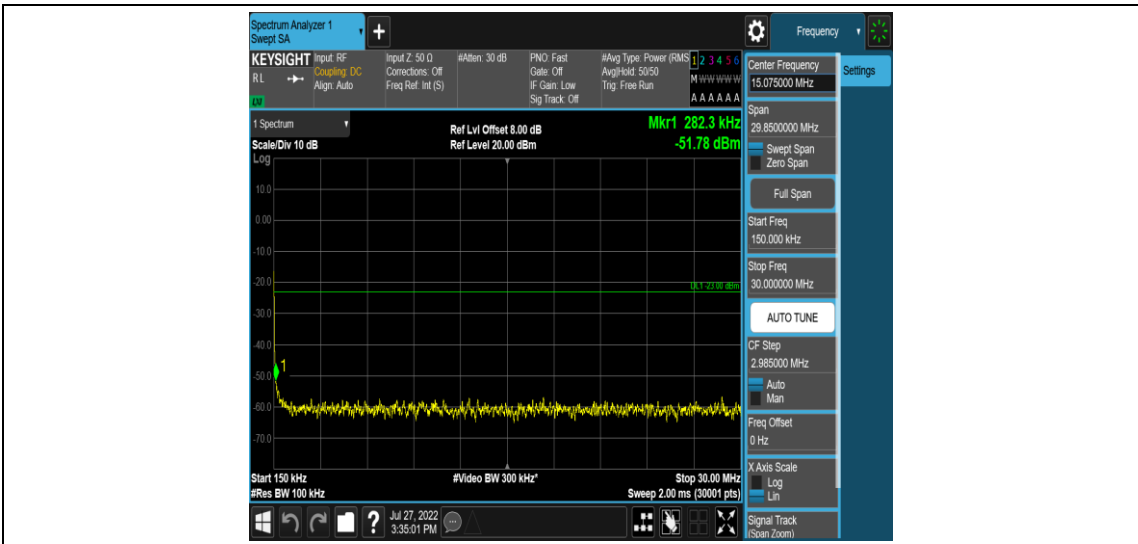 Spectrum Analyzer 1
Swept SA
+
Frequency
KEYSIGHT
RL
LNI
Input: RF
Coupling: DC
Align: Auto
Input Z: 50 Ω
Corrections: Off
Freq Ref: Int (S)
#Atten: 30 dB
PNO: Fast
Gate: Off
IF Gain: Low
Sig Track: Off
#Avg Type: Power (RMS
Avg|Hold: 50/50
Trig: Free Run
1 2 3 4 5 6
M W W W W W
A A A A A A
Center Frequency
15.075000 MHz
Settings
1 Spectrum
Scale/Div 10 dB
Ref Lvl Offset 8.00 dB
Ref Level 20.00 dBm
Mkr1 282.3 kHz
-51.78 dBm
Log
10.0
0.00
-10.0
-20.0
-30.0
-40.0
-50.0
-60.0
-70.0
DL1 -23.00 dBm
1
Start 150 kHz
#Res BW 100 kHz
#Video BW 300 kHz*
Stop 30.00 MHz
Sweep 2.00 ms (30001 pts)
Span
29.8500000 MHz
Swept Span
Zero Span
Full Span
Start Freq
150.000 kHz
Stop Freq
30.000000 MHz
AUTO TUNE
CF Step
2.985000 MHz
Auto
Man
Freq Offset
0 Hz
X Axis Scale
Log
Lin
Signal Track
(Span Zoom)
?
Jul 27, 2022
3:35:01 PM